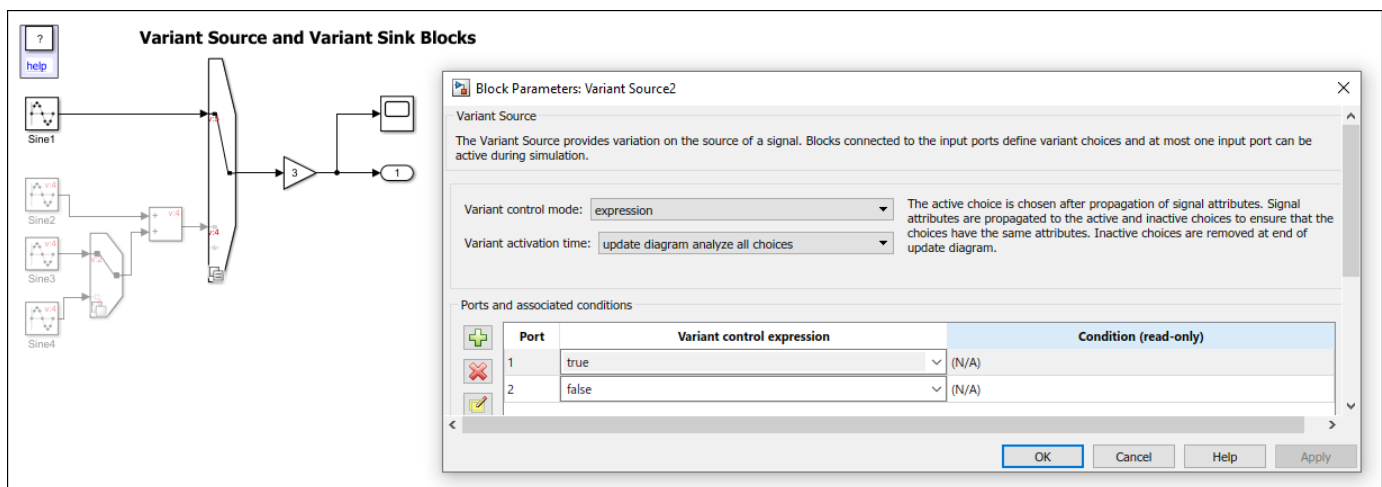 ?
help
Variant Source and Variant Sink Blocks
Sine1
3
1
v:4
Sine2
v:4
+
+
v:4
v:4
Sine3
v:4
Sine4
Block Parameters: Variant Source2
Variant Source
The Variant Source provides variation on the source of a signal. Blocks connected to the input ports define variant choices and at most one input port can be
active during simulation.
Variant control mode:
expression
Variant activation time:
update diagram analyze all choices
The active choice is chosen after propagation of signal attributes. Signal
attributes are propagated to the active and inactive choices to ensure that the
choices have the same attributes. Inactive choices are removed at end of
update diagram.
Ports and associated conditions
Port Variant control expression Condition (read-only)
1 true (N/A)
2 false (N/A)
OK Cancel Help Apply